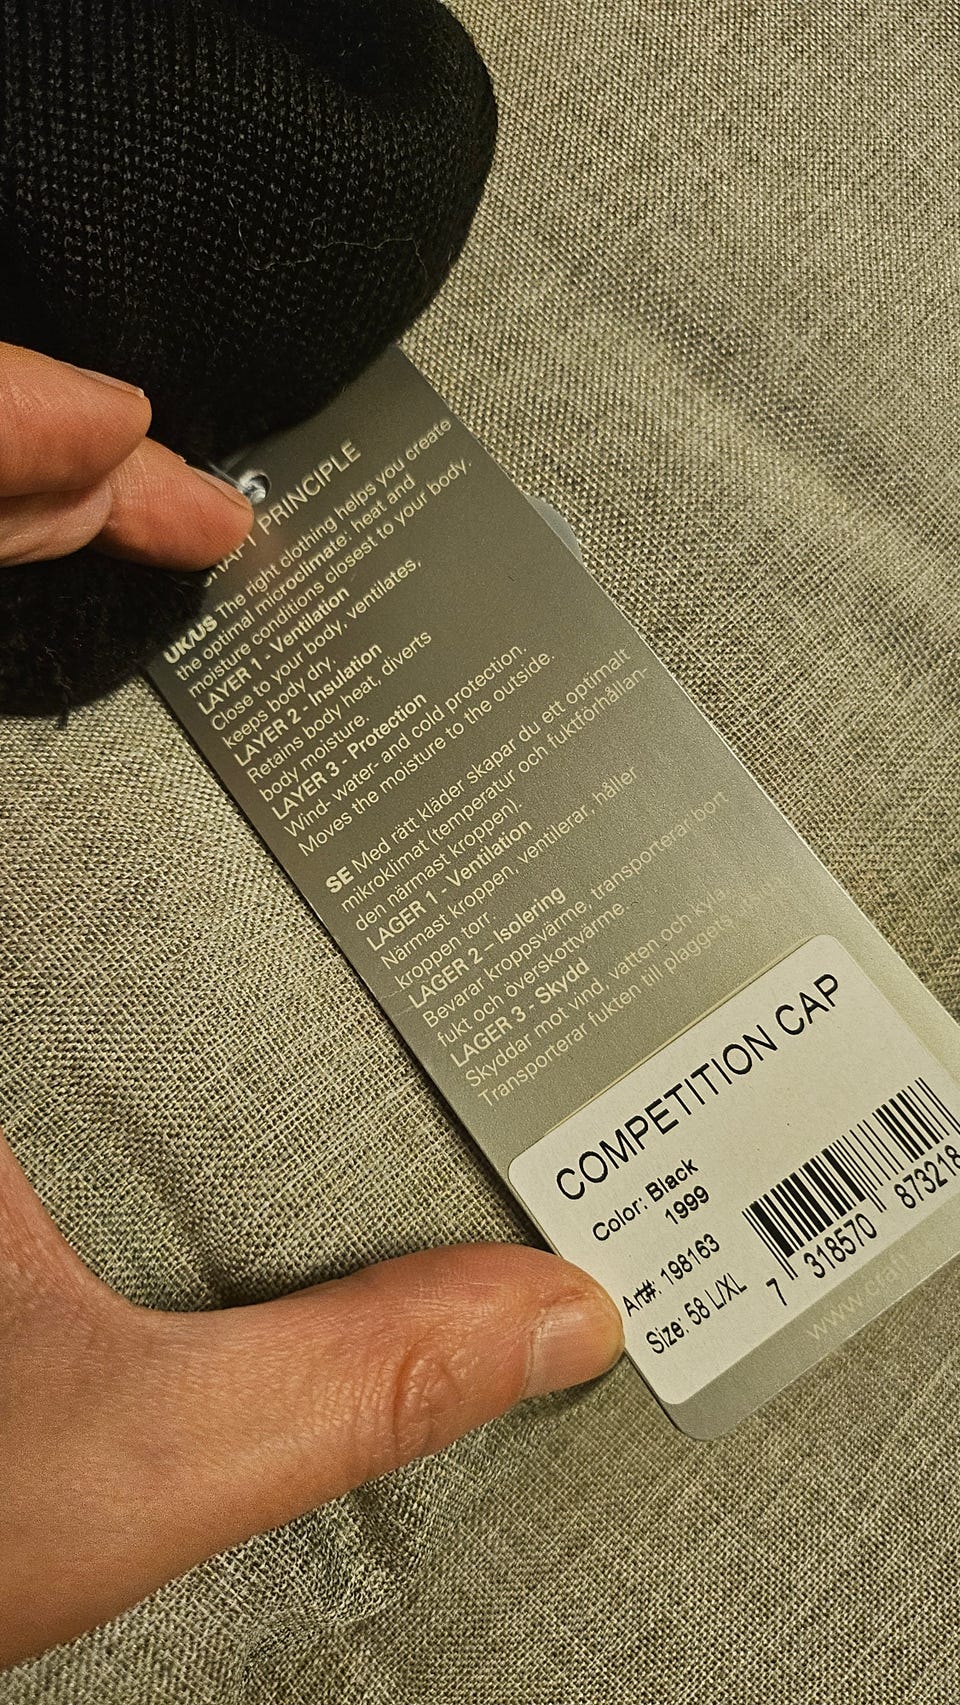 PRINCIPLE
UK/US The right clothing helps you create
the optimal microclimate: heat and
moisture conditions closest to your body.
LAYER 1 - Ventilation
Close to your body, ventilates,
keeps body dry.
LAYER 2 - Insulation
Retains body heat, diverts
body moisture.
LAYER 3 - Protection
Wind- water- and cold protection.
Moves the moisture to the outside.
SE Med rätt kläder skapar du ett optimalt
mikroklimat (temperatur och fuktförhållan-
den närmast kroppen).
LAGER 1 - Ventilation
Närmast kroppen, ventilerar, håller
kroppen torr.
LAGER 2 – Isolering
Bevarar kroppsvärme, transporterar bort
fukt och överskottvärme.
LAGER 3 - Skydd
Skyddar mot vind, vatten och kyla.
Transporterar fukten till plaggets
COMPETITION CAP
Color: Black
1999
Art#: 198163
Size: 58 L/XL
7 318570 873218
www.craft